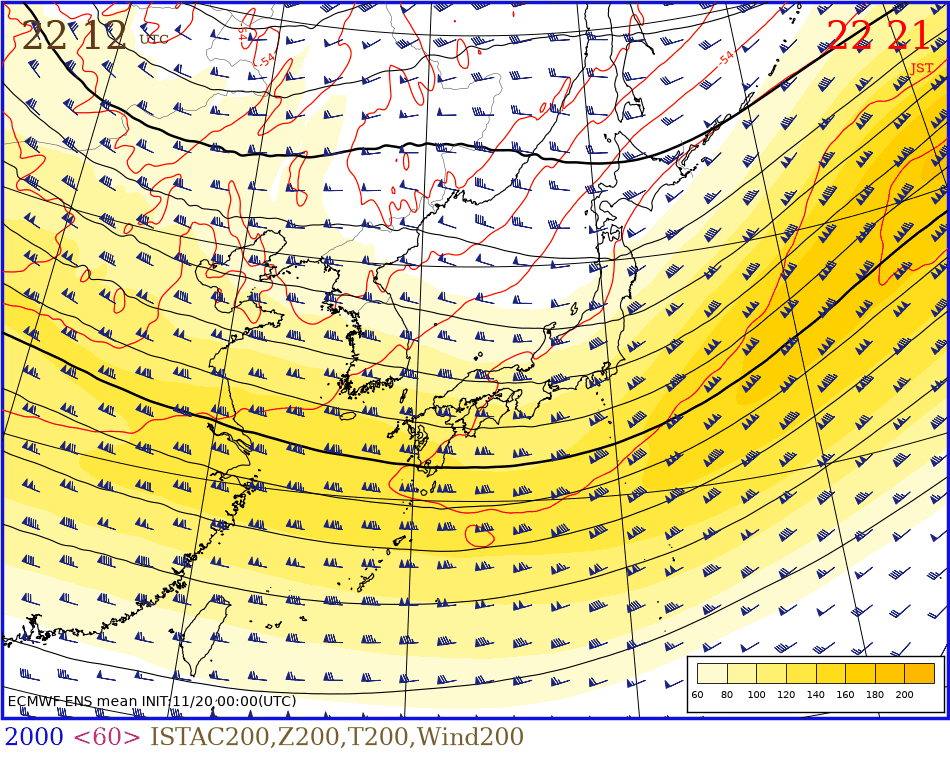 22 12 UTC
22 21 JST
-54
-54
-54
60 80 100 120 140 160 180 200
ECMWF ENS mean INIT:11/20 00:00(UTC)
2000 <60> ISTAC200,Z200,T200,Wind200